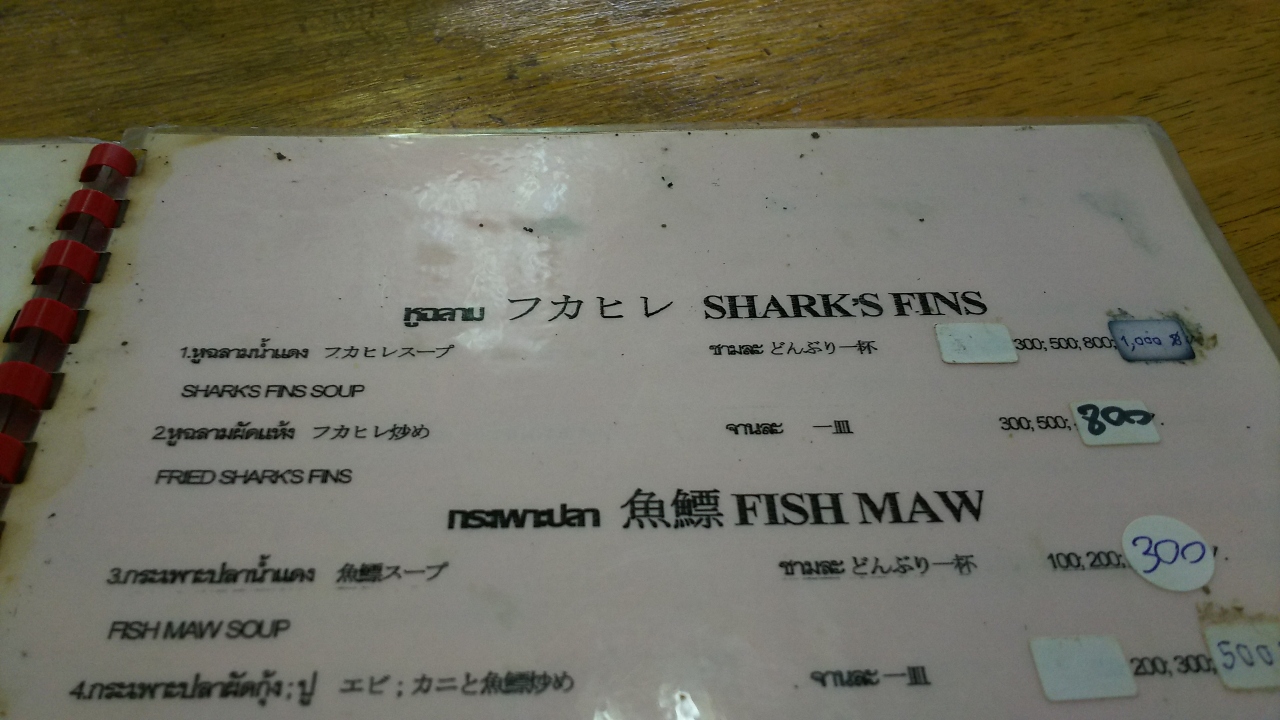 หูฉลาม フカヒレ SHARK'S FINS
1.หูฉลามน้ำแดง フカヒレスープ ชามละ どんぶり一杯 300; 500; 800; 1,000 ฿
SHARK'S FINS SOUP
2.หูฉลามผัดแห้ง フカヒレ炒め จานละ 一皿 300; 500; 800
FRIED SHARK'S FINS
กระเพาะปลา 魚鰾 FISH MAW
3.กระเพาะปลาน้ำแดง 魚鰾スープ ชามละ どんぶり一杯 100; 200; 300
FISH MAW SOUP
4.กระเพาะปลาผัดกุ้ง ; ปู エビ ; カニと魚鰾炒め จานละ 一皿 200; 300; 500